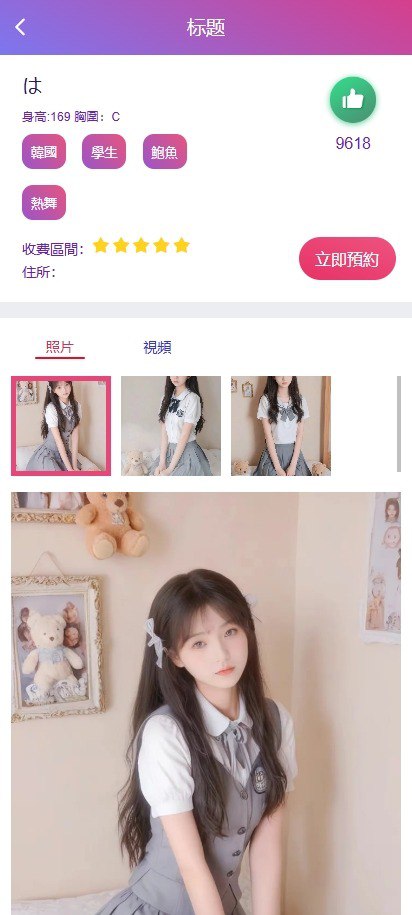 标题
は
身高:169 胸圍：C
9618
韓國 學生 鮑魚
熱舞
收費區間：
立即預約
住所：
照片 視頻